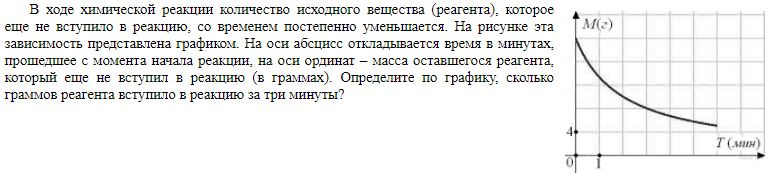 В ходе химической реакции количество исходного вещества (реагента), которое
еще не вступило в реакцию, со временем постепенно уменьшается. На рисунке эта
зависимость представлена графиком. На оси абсцисс откладывается время в минутах,
прошедшее с момента начала реакции, на оси ординат – масса оставшегося реагента,
который еще не вступил в реакцию (в граммах). Определите по графику, сколько
граммов реагента вступило в реакцию за три минуты?
M(г)
4
T (мин)
0 1